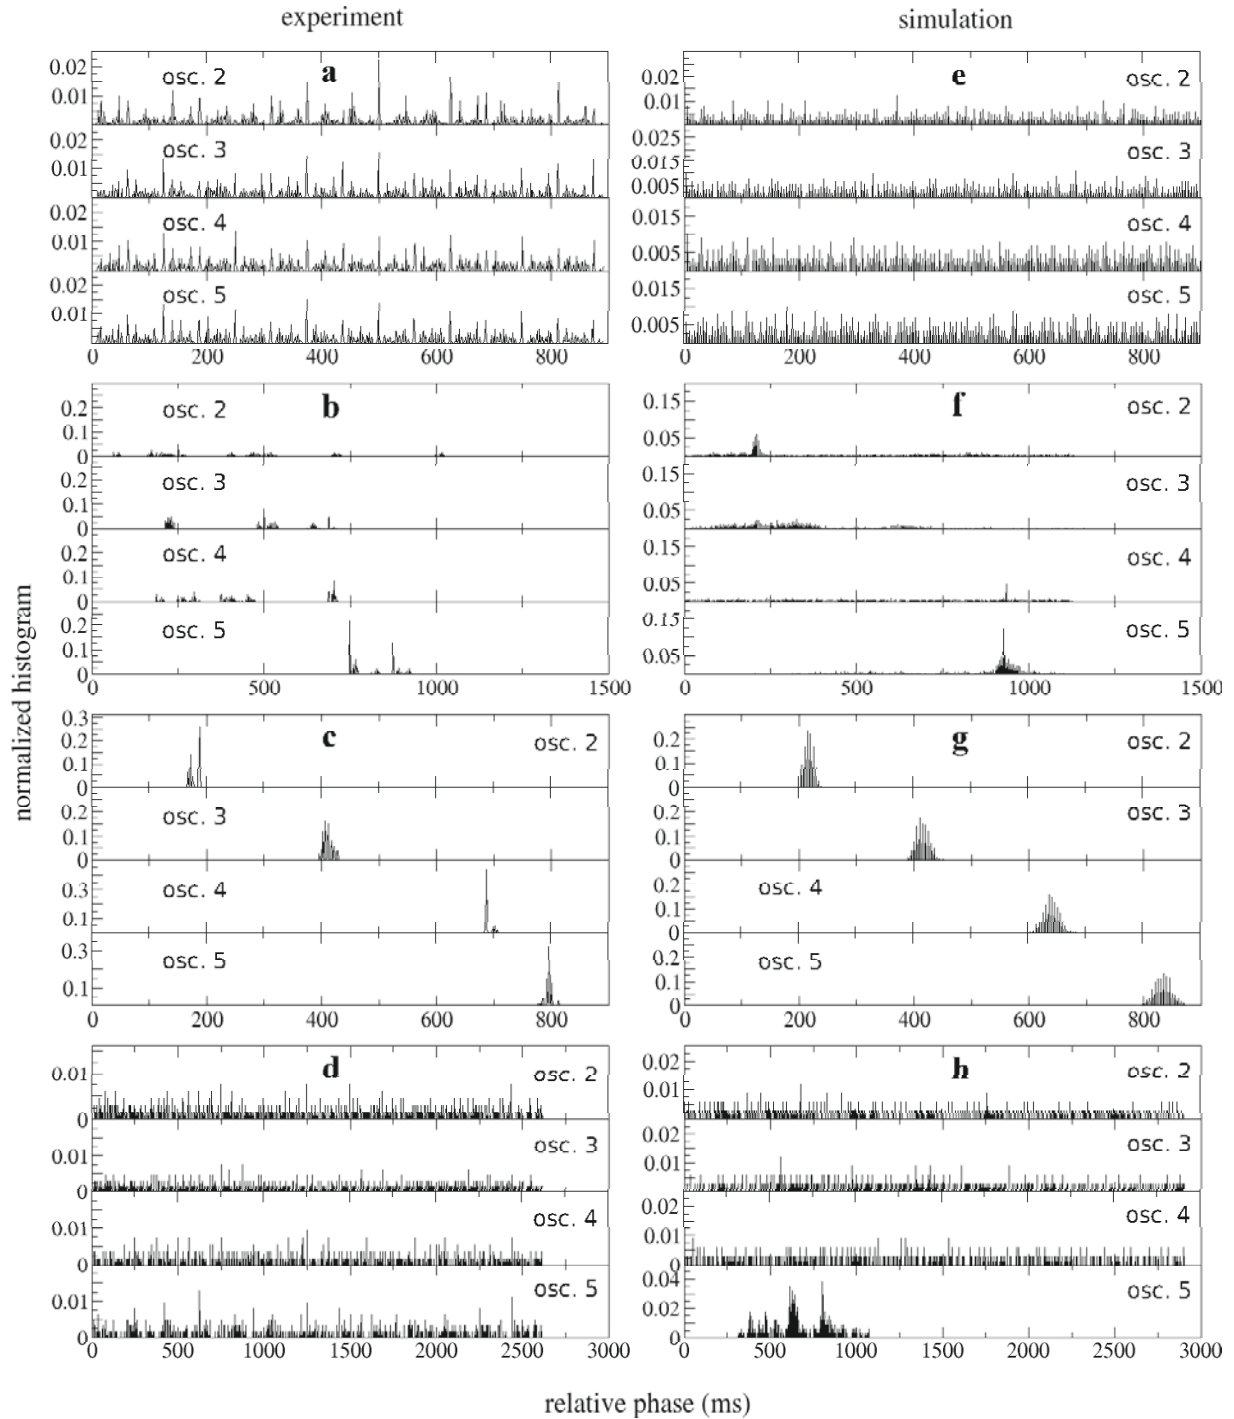 experiment simulation
0.02 osc. 2 a
0.01
0.02 osc. 3
0.01
0.02 osc. 4
0.01
0.02 osc. 5
0.01
0 200 400 600 800
0.02 e osc. 2
0.01
0.025 osc. 3
0.015
0.005
0.015 osc. 4
0.005
0.015 osc. 5
0.005
0 200 400 600 800
0.2 osc. 2 b
0.1
0
0.2 osc. 3
0.1
0
0.2 osc. 4
0.1
0
0.2 osc. 5
0.1
0
0 500 1000 1500
0.15 f osc. 2
0.05
0.15 osc. 3
0.05
0.15 osc. 4
0.05
0.15 osc. 5
0.05
0 500 1000 1500
normalized histogram
0.3 c osc. 2
0.2
0.1
0
0.2 osc. 3
0.1
0
0.3 osc. 4
0.1
0.3 osc. 5
0.1
0 200 400 600 800
0.2 g osc. 2
0.1
0
0.2 osc. 3
0.1
0
0.2 osc. 4
0.1
0
0.2 osc. 5
0.1
0
0 200 400 600 800
0.01 d osc. 2
0
0.01 osc. 3
0
0.01 osc. 4
0
0.01 osc. 5
0
0 500 1000 1500 2000 2500 3000
0.02 h osc. 2
0.01
0.02 osc. 3
0.01
0.02 osc. 4
0.01
0.04 osc. 5
0.02
0
0 500 1000 1500 2000 2500 3000
relative phase (ms)